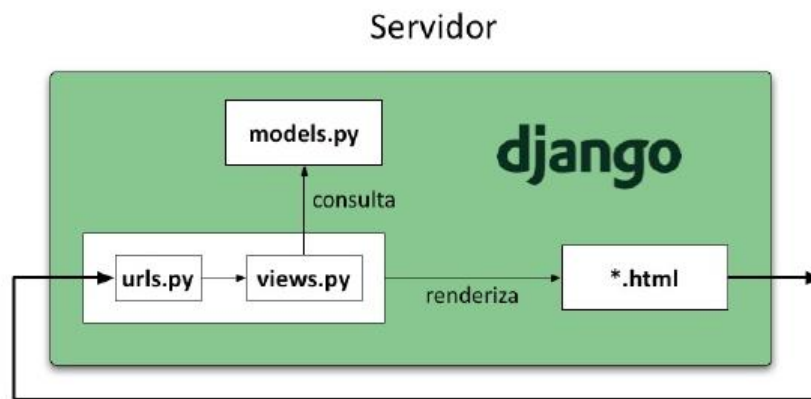 Servidor
models.py
django
consulta
urls.py
views.py
renderiza
*.html